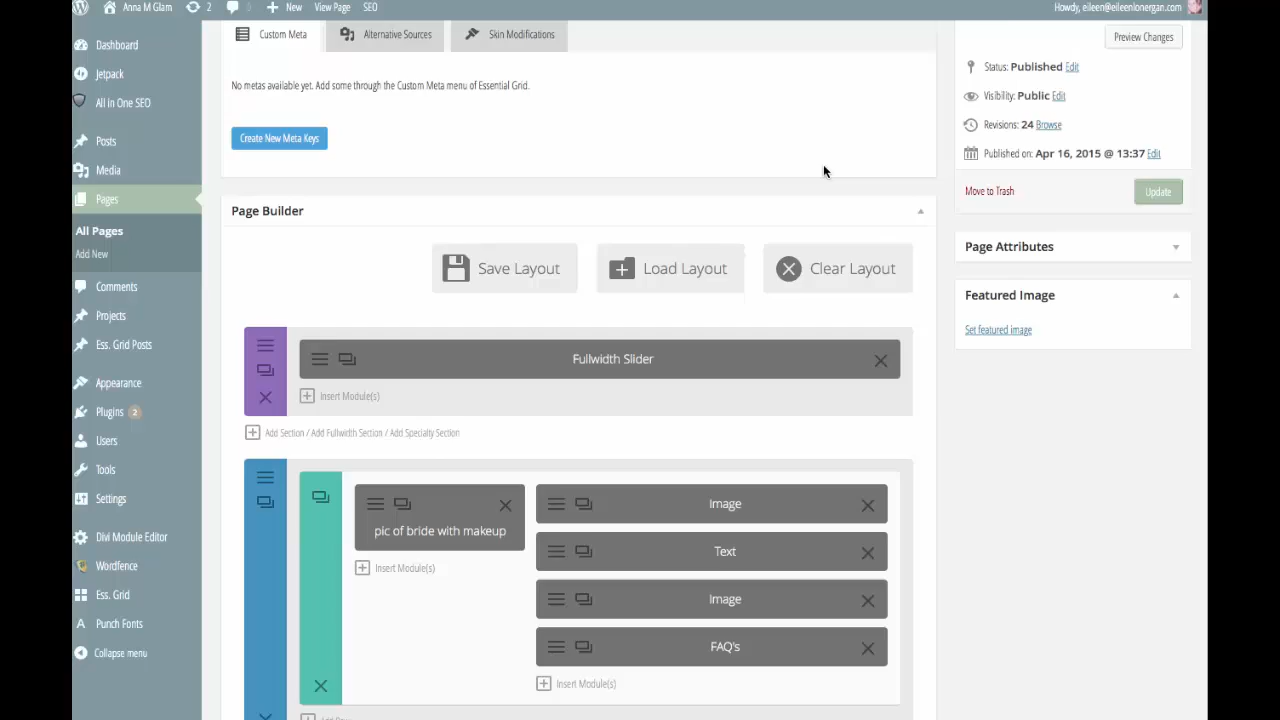 Anna M Glam 2 New View Page SEO Howdy, eileen@eileenlonergan.com
Dashboard
Jetpack
All in One SEO
Posts
Media
Pages
All Pages
Add New
Comments
Projects
Ess. Grid Posts
Appearance
Plugins 2
Users
Tools
Settings
Divi Module Editor
Wordfence
Ess. Grid
Punch Fonts
Collapse menu
Custom Meta Alternative Sources Skin Modifications
No metas available yet. Add some through the Custom Meta menu of Essential Grid.
Create New Meta Keys
Page Builder
Save Layout Load Layout Clear Layout
Fullwidth Slider
Insert Module(s)
Add Section / Add Fullwidth Section / Add Specialty Section
pic of bride with makeup
Insert Module(s)
Image
Text
Image
FAQ's
Insert Module(s)
Add Row
Preview Changes
Status: Published Edit
Visibility: Public Edit
Revisions: 24 Browse
Published on: Apr 16, 2015 @ 13:37 Edit
Move to Trash Update
Page Attributes
Featured Image
Set featured image